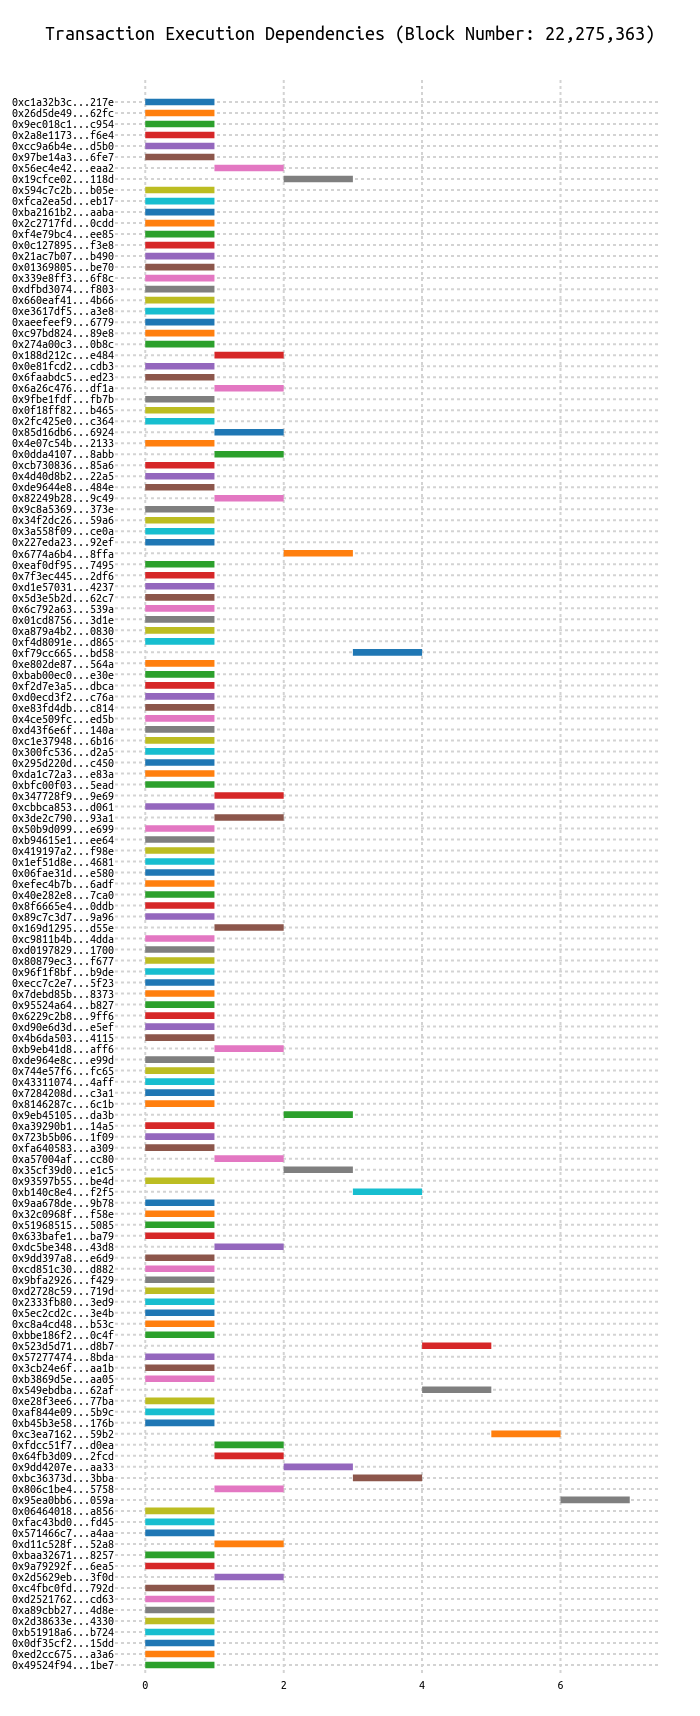 Transaction Execution Dependencies (Block Number: 22,275,363)
0xc1a32b3c...217e
0x26d5de49...62fc
0x9ec018c1...c954
0x2a8e1173...f6e4
0xcc9a6b4e...d5b0
0x97be14a3...6fe7
0x56ec4e42...eaa2
0x19cfce02...118d
0x594c7c2b...b05e
0xfca2ea5d...eb17
0xba2161b2...aaba
0x2c2717fd...0cdd
0xf4e79bc4...ee85
0x0c127895...f3e8
0x21ac7b07...b490
0x01369805...be70
0x339e8ff3...6f8c
0xdfbd3074...f803
0x660eaf41...4b66
0xe3617df5...a3e8
0xaeefeef9...6779
0xc97bd824...89e8
0x274a00c3...0b8c
0x188d212c...e484
0x0e81fcd2...cdb3
0x6faabdc5...ed23
0x6a26c476...df1a
0x9fbe1fdf...fb7b
0x0f18ff82...b465
0x2fc425e0...c364
0x85d16db6...6924
0x4e07c54b...2133
0x0dda4107...8abb
0xcb730836...85a6
0x4d40d8b2...22a5
0xde9644e8...484e
0x82249b28...9c49
0x9c8a5369...373e
0x34f2dc26...59a6
0x3a558f09...ce0a
0x227eda23...92ef
0x6774a6b4...8ffa
0xeaf0df95...7495
0x7f3ec445...2df6
0xd1e57031...4237
0x5d3e5b2d...62c7
0x6c792a63...539a
0x01cd8756...3d1e
0xa879a4b2...0830
0xf4d8091e...d865
0xf79cc665...bd58
0xe802de87...564a
0xbab00ec0...e30e
0xf2d7e3a5...dbca
0xd0ecd3f2...c76a
0xe83fd4db...c814
0x4ce509fc...ed5b
0xd43f6e6f...140a
0xc1e37948...6b16
0x300fc536...d2a5
0x295d220d...c450
0xda1c72a3...e83a
0xbfc00f03...5ead
0x347728f9...9e69
0xcbbca853...d061
0x3de2c790...93a1
0x50b9d099...e699
0xb94615e1...ee64
0x419197a2...f98e
0x1ef51d8e...4681
0x06fae31d...e580
0xefec4b7b...6adf
0x40e282e8...7ca0
0x8f6665e4...0ddb
0x89c7c3d7...9a96
0x169d1295...d55e
0xc9811b4b...4dda
0xd0197829...1700
0x80879ec3...f677
0x96f1f8bf...b9de
0xecc7c2e7...5f23
0x7debd85b...8373
0x95524a64...b827
0x6229c2b8...9ff6
0xd90e6d3d...e5ef
0x4b6da503...4115
0xb9eb41d8...aff6
0xde964e8c...e99d
0x744e57f6...fc65
0x43311074...4aff
0x7284208d...c3a1
0x8146287c...6c1b
0x9eb45105...da3b
0xa39290b1...14a5
0x723b5b06...1f09
0xfa640583...a309
0xa57004af...cc80
0x35cf39d0...e1c5
0x93597b55...be4d
0xb140c8e4...f2f5
0x9aa678de...9b78
0x32c0968f...f58e
0x51968515...5085
0x633bafe1...ba79
0xdc5be348...43d8
0x9dd397a8...e6d9
0xcd851c30...d882
0x9bfa2926...f429
0xd2728c59...719d
0x2333fb80...3ed9
0x5ec2cd2c...3e4b
0xc8a4cd48...b53c
0xbbe186f2...0c4f
0x523d5d71...d8b7
0x57277474...8bda
0x3cb24e6f...aa1b
0xb3869d5e...aa05
0x549ebdba...62af
0xe28f3ee6...77ba
0xaf844e09...5b9c
0xb45b3e58...176b
0xc3ea7162...59b2
0xfdcc51f7...d0ea
0x64fb3d09...2fcd
0x9dd4207e...aa33
0xbc36373d...3bba
0x806c1be4...5758
0x95ea0bb6...059a
0x06464018...a856
0xfac43bd0...fd45
0x571466c7...a4aa
0xd11c528f...52a8
0xbaa32671...8257
0x9a79292f...6ea5
0x2d5629eb...3f0d
0xc4fbc0fd...792d
0xd2521762...cd63
0xa89cbb27...4d8e
0x2d38633e...4330
0xb51918a6...b724
0x0df35cf2...15dd
0xed2cc675...a3a6
0x49524f94...1be7
0 2 4 6